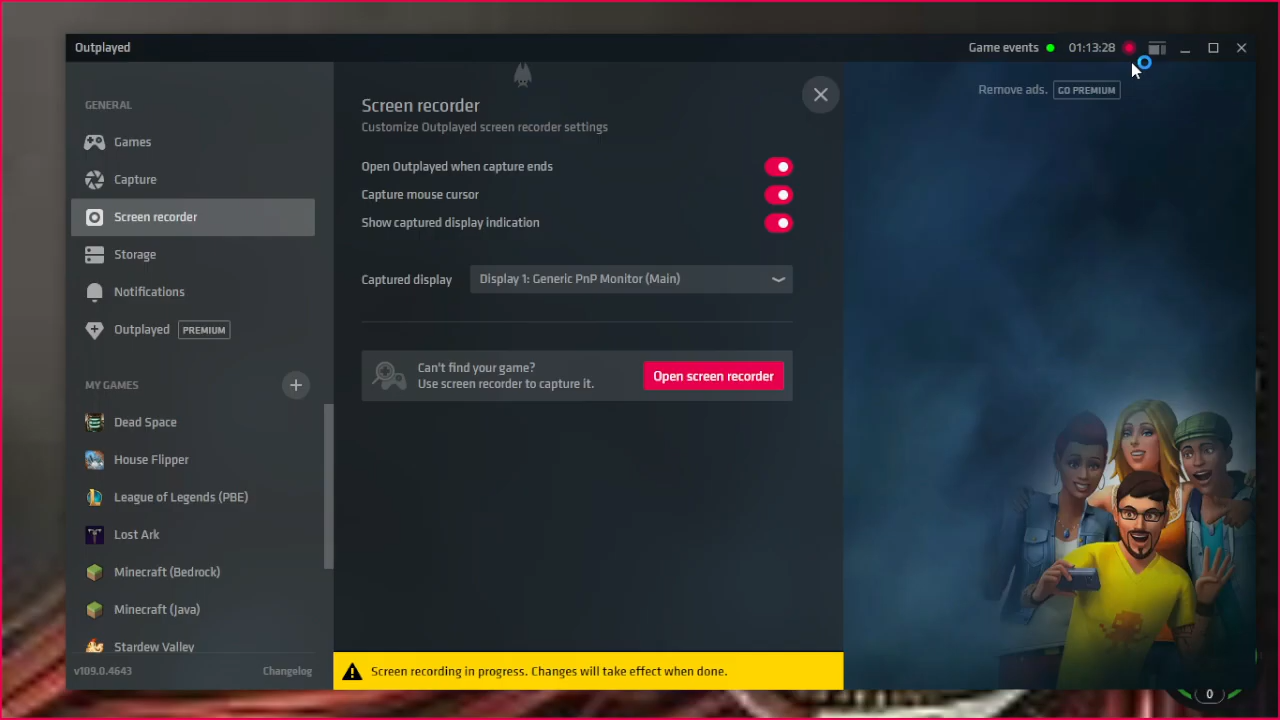 Outplayed
Game events
01:13:28
Remove ads.
GO PREMIUM
GENERAL
Games
Capture
Screen recorder
Storage
Notifications
Outplayed PREMIUM
MY GAMES
Dead Space
House Flipper
League of Legends (PBE)
Lost Ark
Minecraft (Bedrock)
Minecraft (Java)
Stardew Valley
v109.0.4643
Changelog
Screen recorder
Customize Outplayed screen recorder settings
Open Outplayed when capture ends
Capture mouse cursor
Show captured display indication
Captured display
Display 1: Generic PnP Monitor (Main)
Can't find your game?
Use screen recorder to capture it.
Open screen recorder
Screen recording in progress. Changes will take effect when done.
0